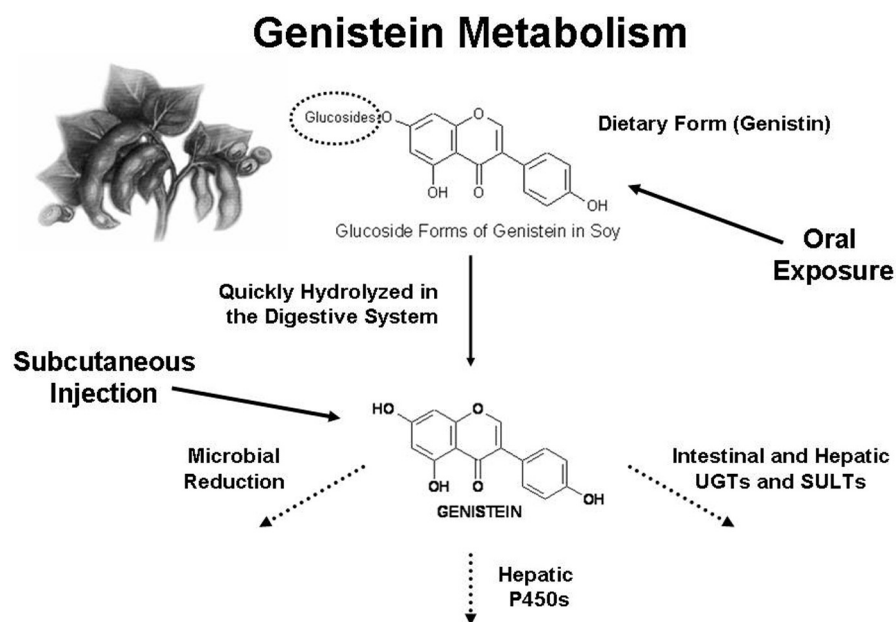 Genistein Metabolism
Glucosides
O
O
Dietary Form (Genistin)
OH
O
OH
Glucoside Forms of Genistein in Soy
Oral
Exposure
Quickly Hydrolyzed in
the Digestive System
Subcutaneous
Injection
HO
O
Microbial
Reduction
Intestinal and Hepatic
UGTs and SULTs
OH
O
OH
GENISTEIN
Hepatic
P450s